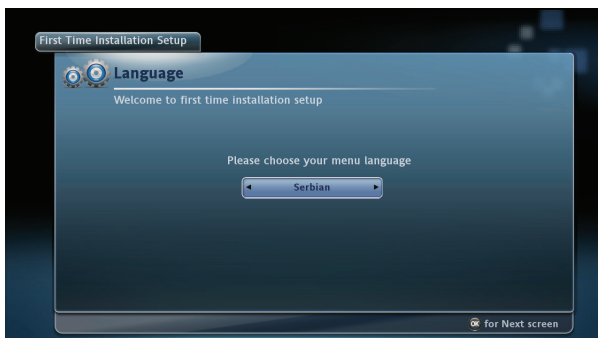 First Time Installation Setup
Language
Welcome to first time installation setup
Please choose your menu language
Serbian
OK for Next screen